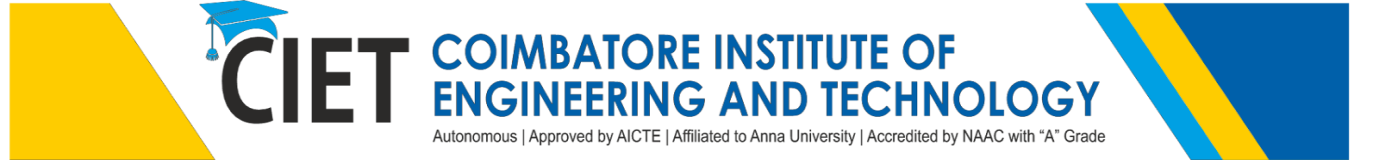 CIET
COIMBATORE INSTITUTE OF
ENGINEERING AND TECHNOLOGY
Autonomous | Approved by AICTE | Affiliated to Anna University | Accredited by NAAC with “A” Grade